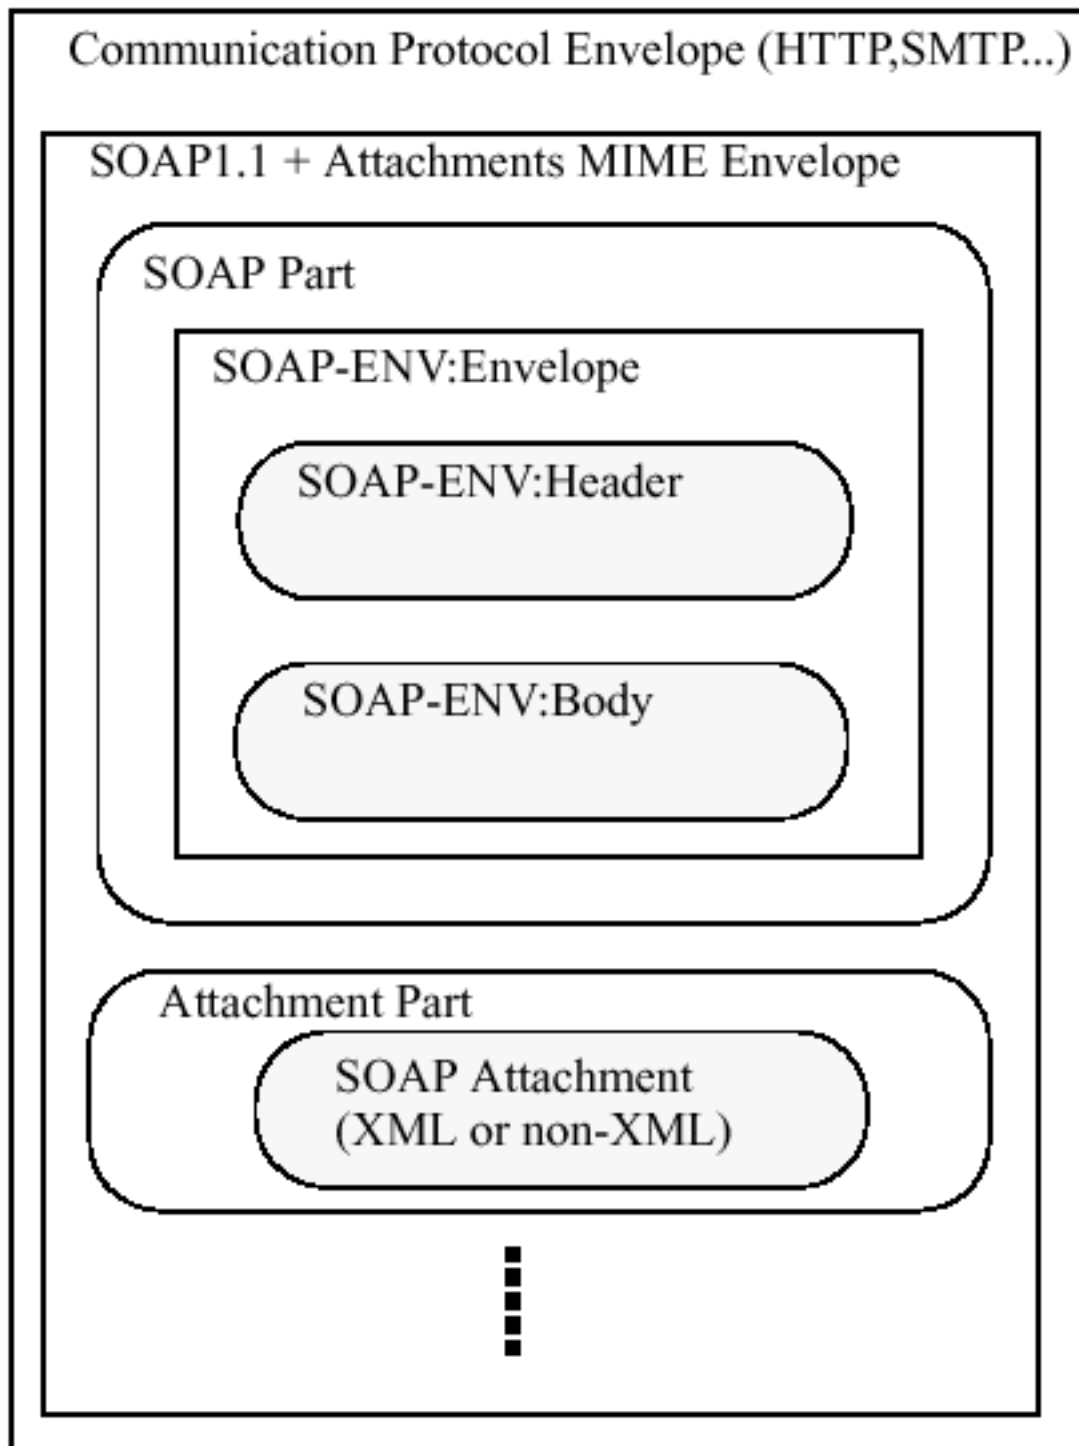 Communication Protocol Envelope (HTTP,SMTP...)
SOAP1.1 + Attachments MIME Envelope
SOAP Part
SOAP-ENV:Envelope
SOAP-ENV:Header
SOAP-ENV:Body
Attachment Part
SOAP Attachment
(XML or non-XML)